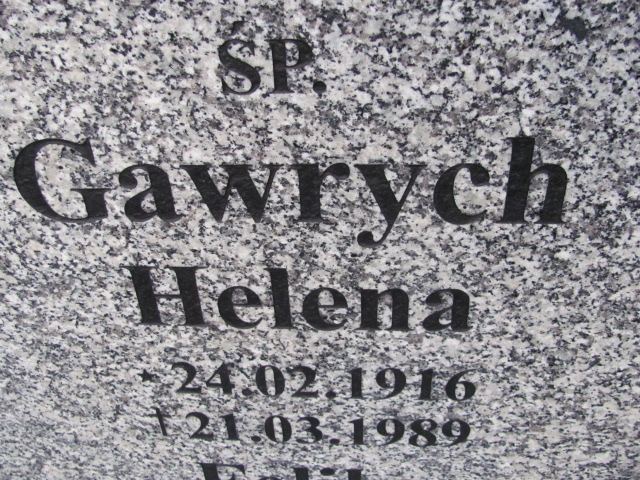 ŚP.
Gawrych
Helena
* 24.02.1916
† 21.03.1989